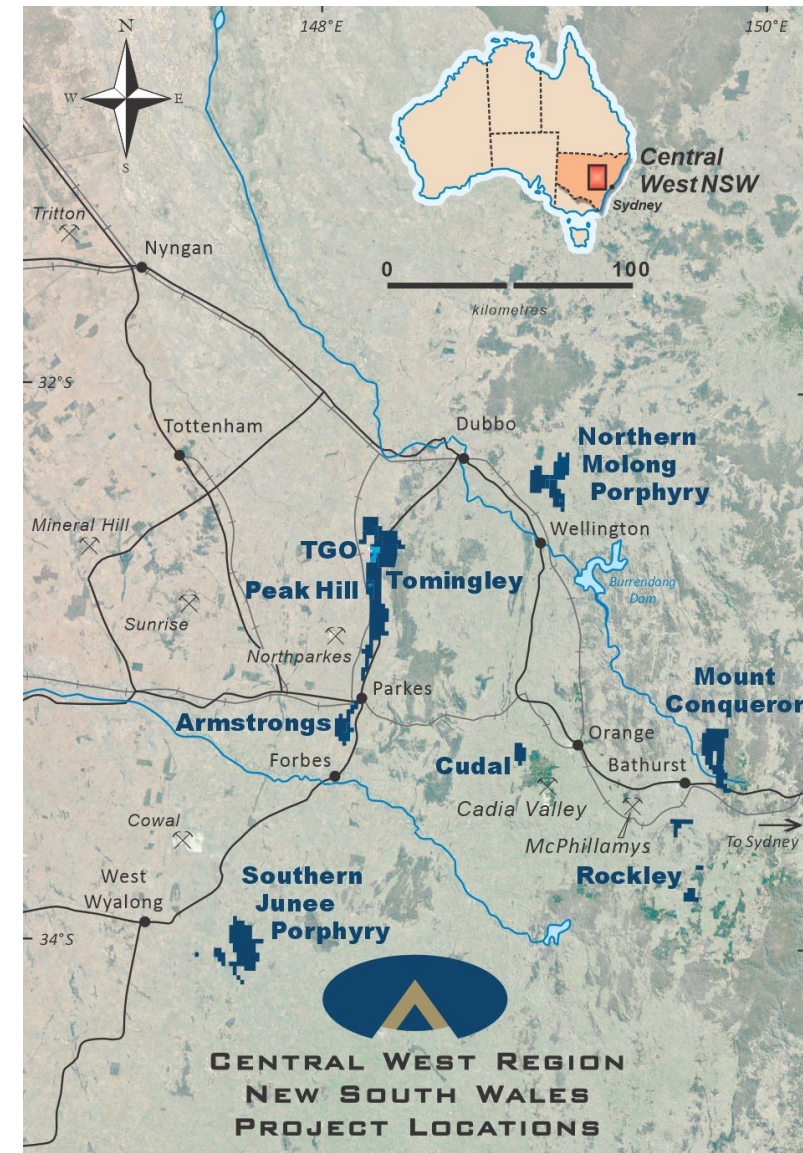 148°E
150°E
N
W
E
S
Central
West NSW
Sydney
Tritton
Nyngan
0
100
kilometres
32°S
Tottenham
Dubbo
Northern
Molong
Porphyry
Mineral Hill
TGO
Wellington
Peak Hill
Tomingley
Burrendong
Dam
Sunrise
Northparkes
Parkes
Mount
Conqueror
Armstrongs
Orange
Forbes
Cudal
Bathurst
Cadia Valley
Cowal
McPhillamys
To Sydney
West
Wyalong
Southern
Junee
Porphyry
Rockley
34°S
CENTRAL WEST REGION
NEW SOUTH WALES
PROJECT LOCATIONS